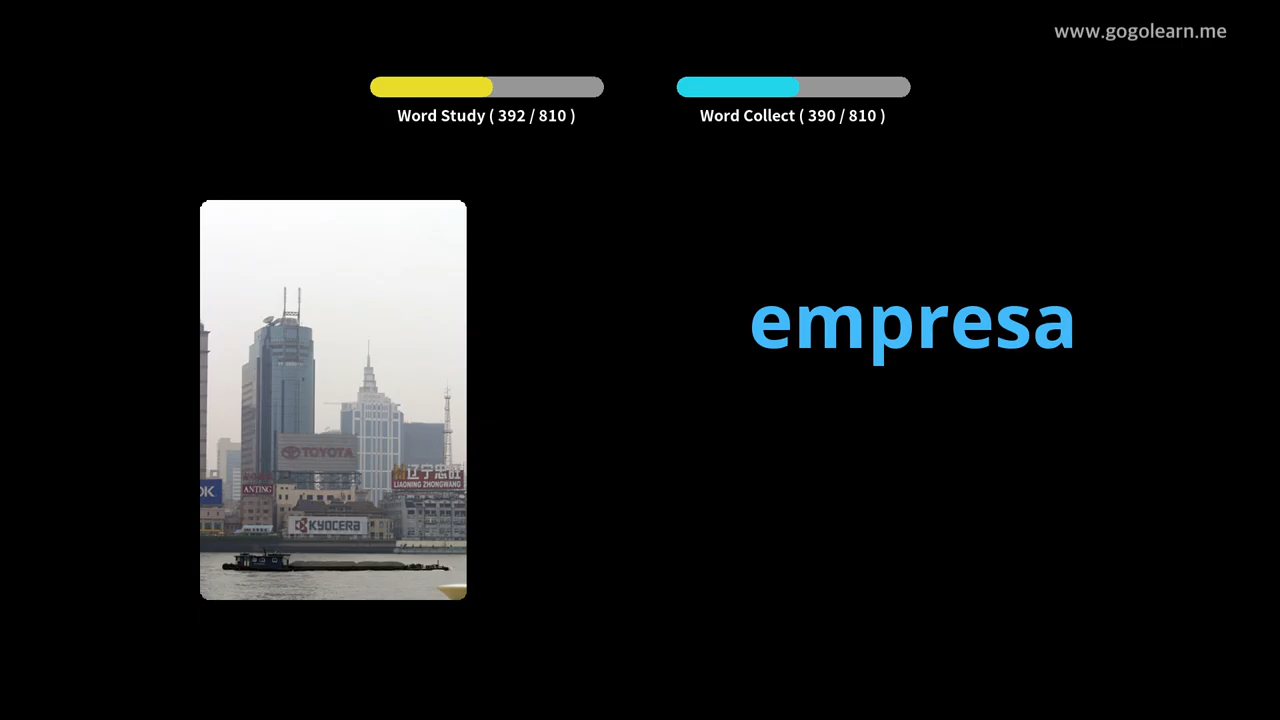 www.gogolearn.me
Word Study ( 392 / 810 )
Word Collect ( 390 / 810 )
empresa
TOYOTA
辽宁忠旺
LIAONING ZHONGWANG
ANTING
KYOCERA